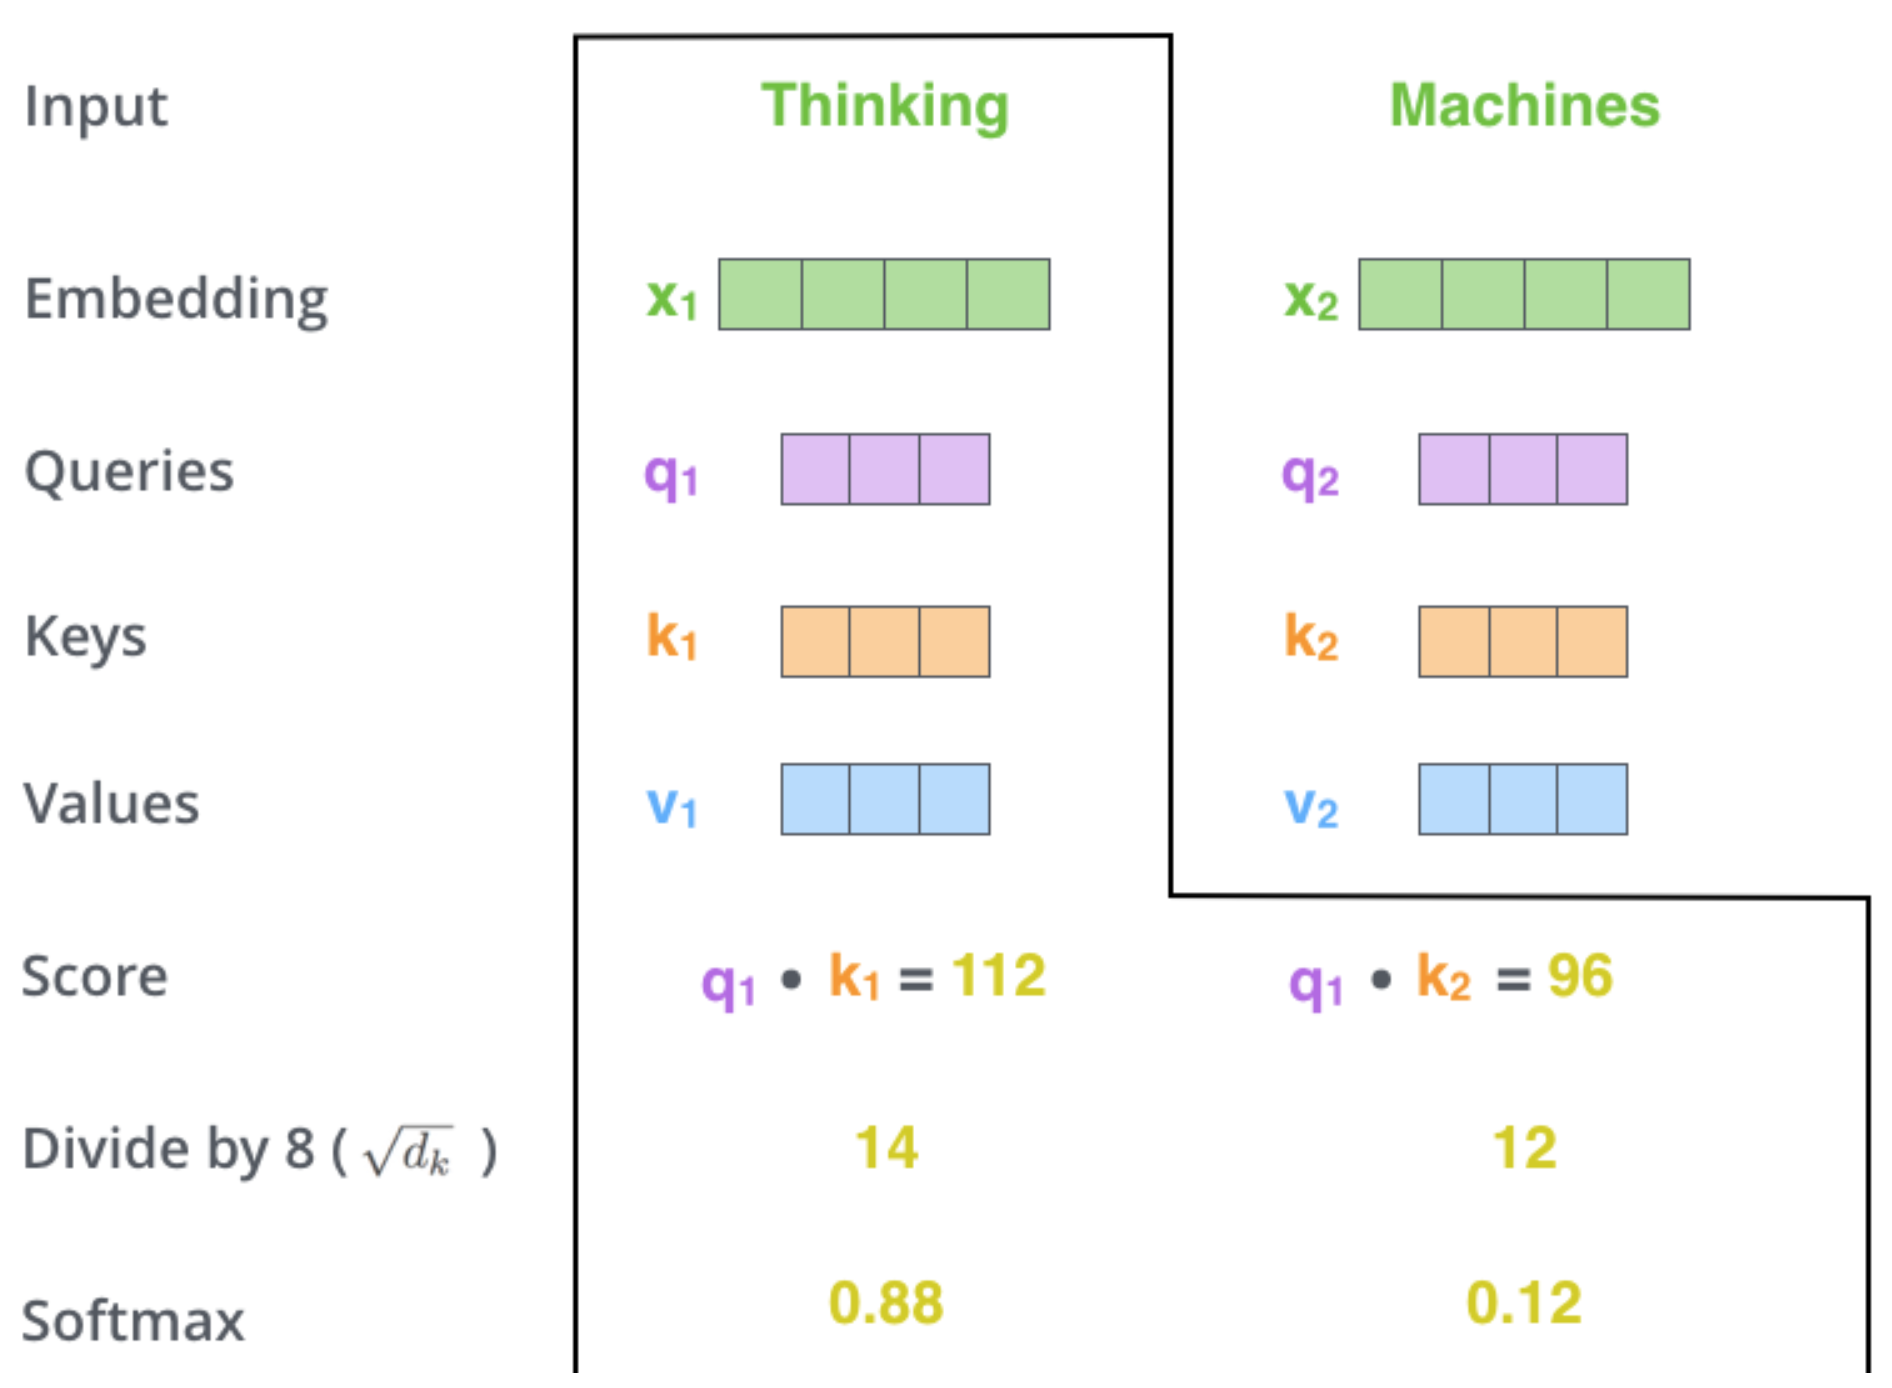 Input Thinking Machines
Embedding x₁ x₂
Queries q₁ q₂
Keys k₁ k₂
Values v₁ v₂
Score q₁ • k₁ = 112 q₁ • k₂ = 96
Divide by 8 ( √dₖ ) 14 12
Softmax 0.88 0.12